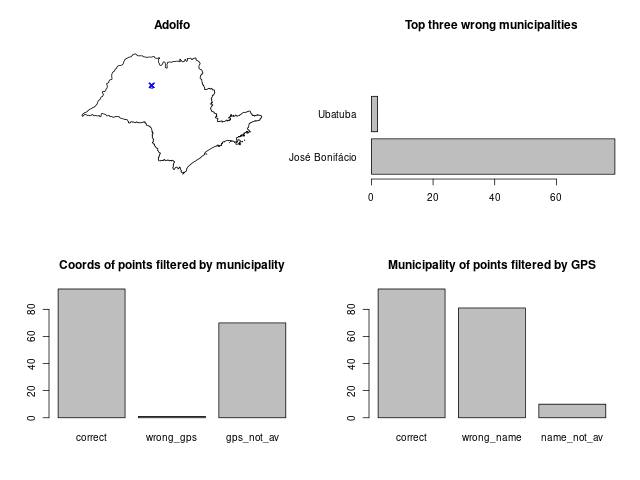 Adolfo
Top three wrong municipalities
Ubatuba
José Bonifácio
0 20 40 60
Coords of points filtered by municipality
80
60
40
20
0
correct wrong_gps gps_not_av
Municipality of points filtered by GPS
80
60
40
20
0
correct wrong_name name_not_av